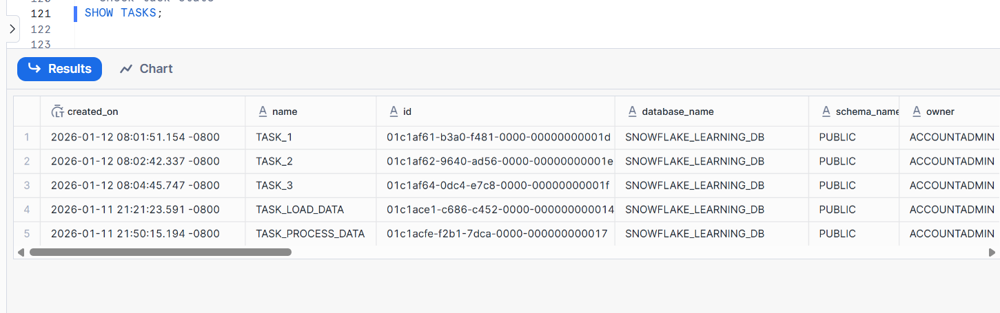 121 SHOW TASKS;
122
123
Results Chart
created_on name id database_name schema_name owner
1 2026-01-12 08:01:51.154 -0800 TASK_1 01c1af61-b3a0-f481-0000-00000000001d SNOWFLAKE_LEARNING_DB PUBLIC ACCOUNTADMIN
2 2026-01-12 08:02:42.337 -0800 TASK_2 01c1af62-9640-ad56-0000-00000000001e SNOWFLAKE_LEARNING_DB PUBLIC ACCOUNTADMIN
3 2026-01-12 08:04:45.747 -0800 TASK_3 01c1af64-0dc4-e7c8-0000-00000000001f SNOWFLAKE_LEARNING_DB PUBLIC ACCOUNTADMIN
4 2026-01-11 21:21:23.591 -0800 TASK_LOAD_DATA 01c1ace1-c686-c452-0000-000000000014 SNOWFLAKE_LEARNING_DB PUBLIC ACCOUNTADMIN
5 2026-01-11 21:50:15.194 -0800 TASK_PROCESS_DATA 01c1acfe-f2b1-7dca-0000-000000000017 SNOWFLAKE_LEARNING_DB PUBLIC ACCOUNTADMIN